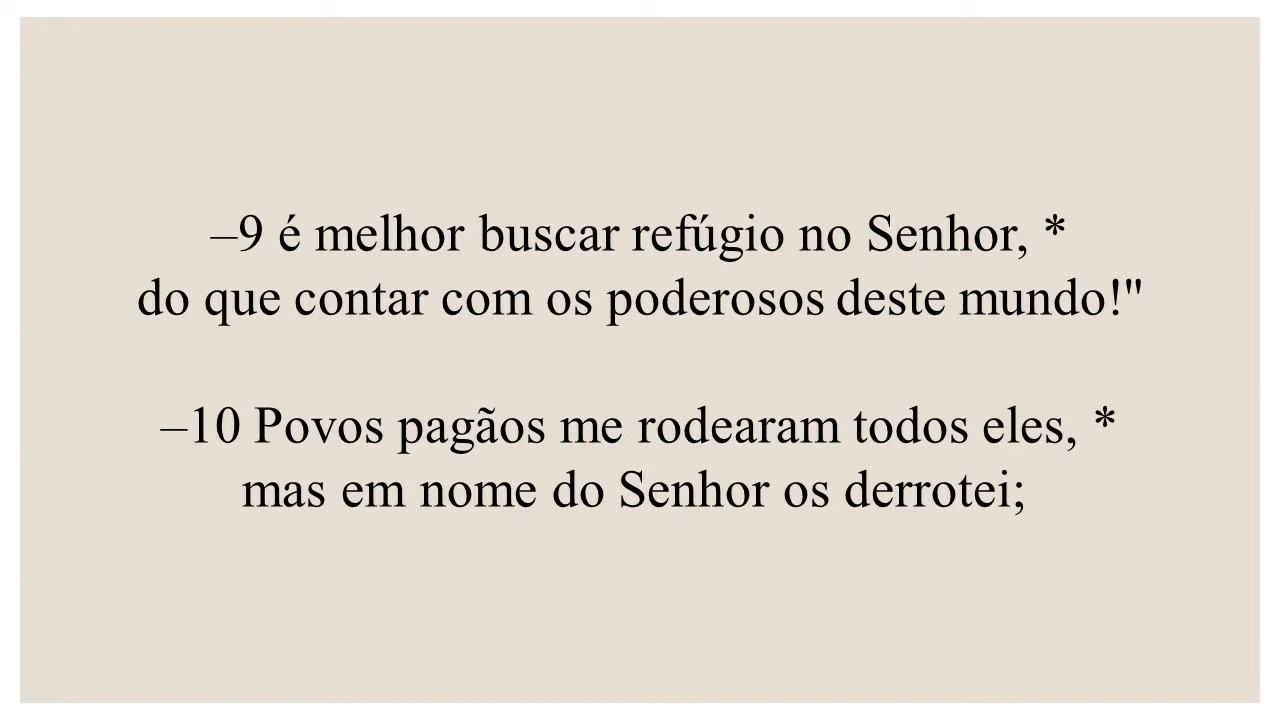 –9 é melhor buscar refúgio no Senhor, *
do que contar com os poderosos deste mundo!"
–10 Povos pagãos me rodearam todos eles, *
mas em nome do Senhor os derrotei;